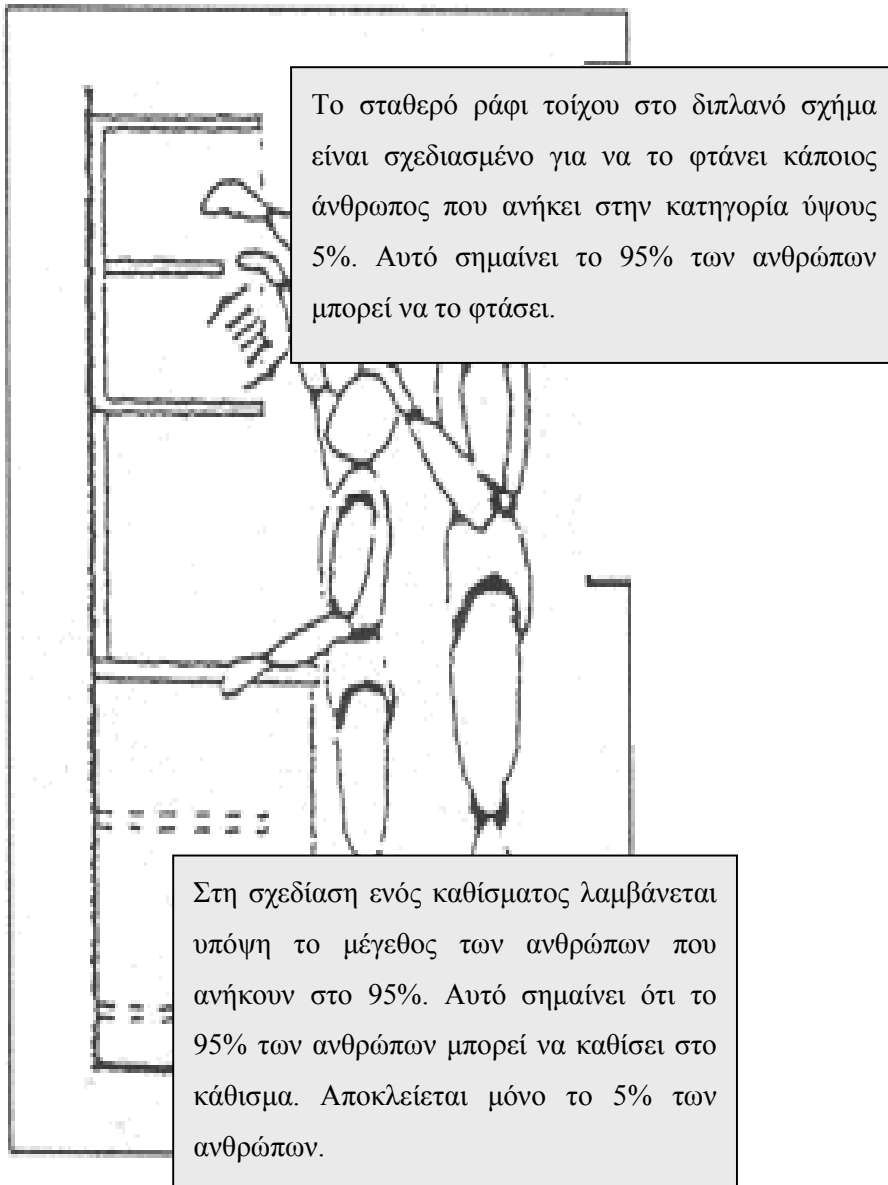 Το σταθερό ράφι τοίχου στο διπλανό σχήμα
είναι σχεδιασμένο για να το φτάνει κάποιος
άνθρωπος που ανήκει στην κατηγορία ύψους
5%. Αυτό σημαίνει το 95% των ανθρώπων
μπορεί να το φτάσει.
Στη σχεδίαση ενός καθίσματος λαμβάνεται
υπόψη το μέγεθος των ανθρώπων που
ανήκουν στο 95%. Αυτό σημαίνει ότι το
95% των ανθρώπων μπορεί να καθίσει στο
κάθισμα. Αποκλείεται μόνο το 5% των
ανθρώπων.